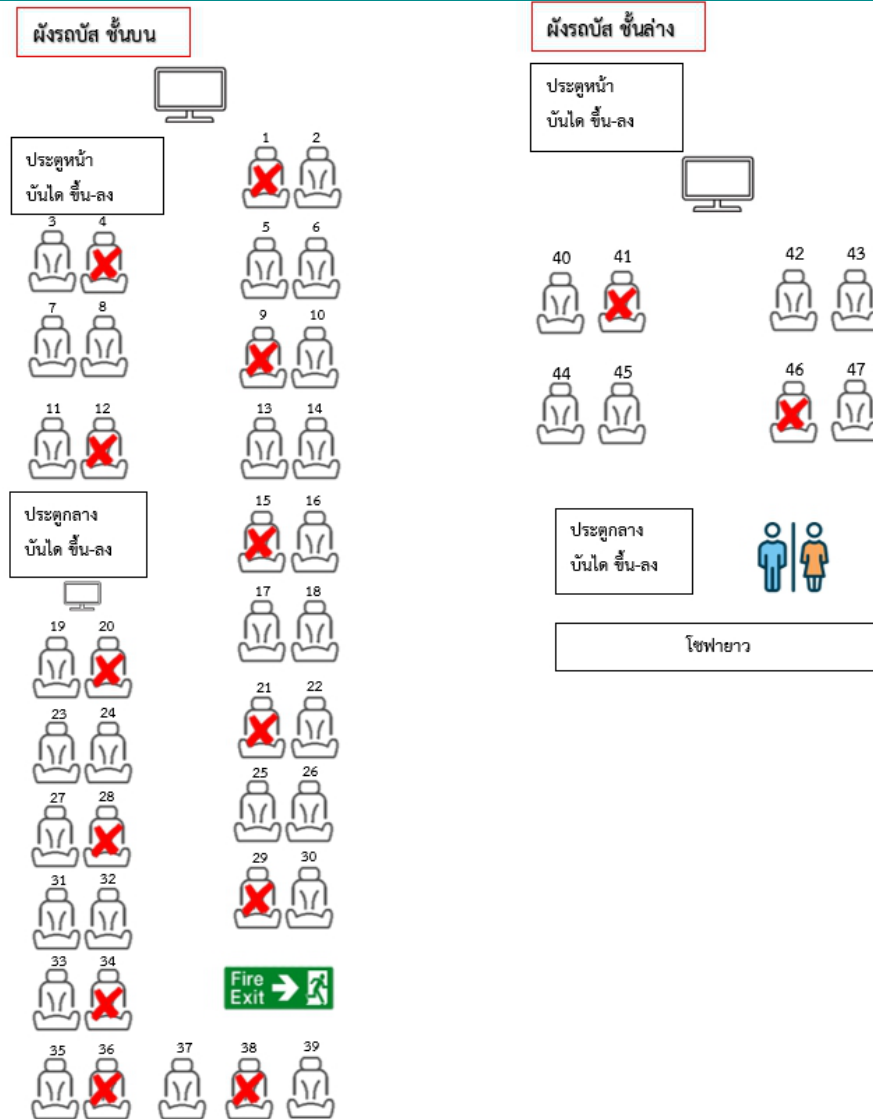 ผังรถบัส ชั้นบน
ประตูหน้า
บันได ขึ้น-ลง
1 2
3 4
5 6
7 8
9 10
11 12
13 14
ประตูกลาง
บันได ขึ้น-ลง
15 16
17 18
19 20
21 22
23 24
25 26
27 28
29 30
31 32
33 34
Fire
Exit
35 36 37 38 39
ผังรถบัส ชั้นล่าง
ประตูหน้า
บันได ขึ้น-ลง
40 41 42 43
44 45 46 47
ประตูกลาง
บันได ขึ้น-ลง
โซฟายาว